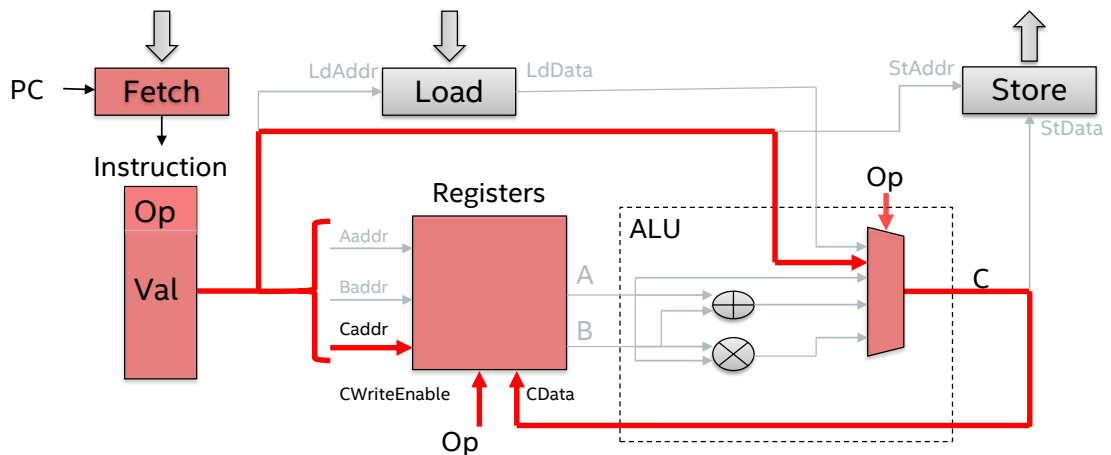 PC
Fetch
LdAddr
Load
LdData
StAddr
Store
StData
Instruction
Op
Val
Registers
Aaddr
Baddr
Caddr
CWriteEnable
CData
Op
A
B
ALU
Op
C